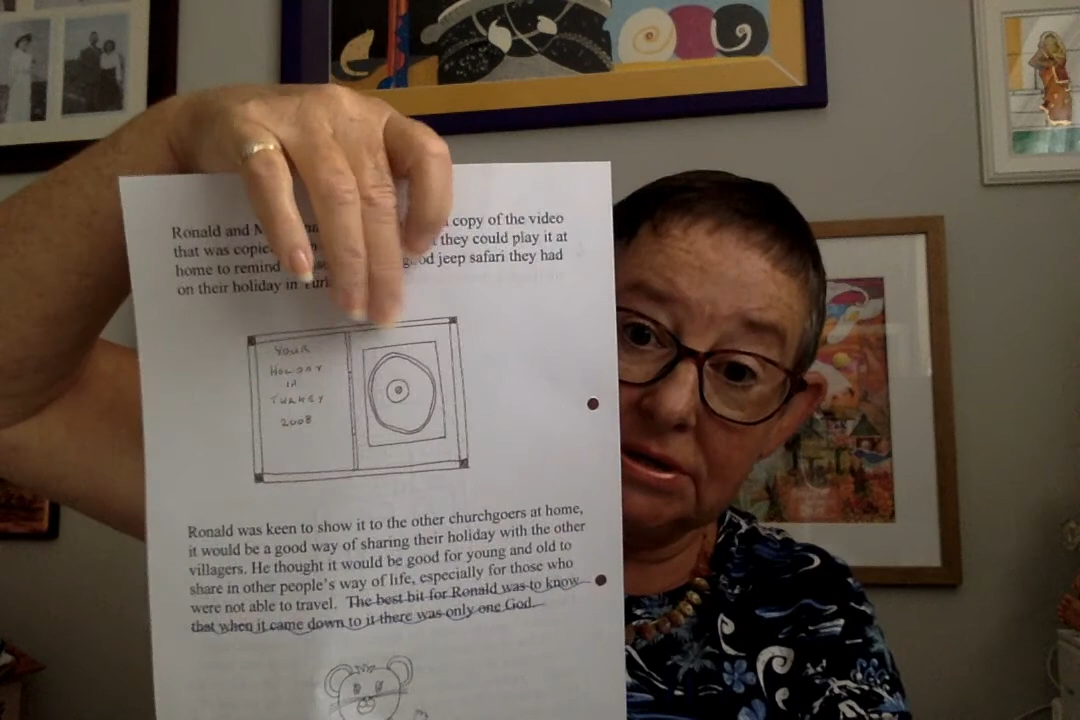 Ronald and copy of the video
that was they could play it at
home to remind good jeep safari they had
on their holiday in
YOUR
HOLIDAY
IN
TURKEY
2008
Ronald was keen to show it to the other churchgoers at home,
it would be a good way of sharing their holiday with the other
villagers. He thought it would be good for young and old to
share in other people's way of life, especially for those who
were not able to travel. The best bit for Ronald was to know
that when it came down to it there was only one God.